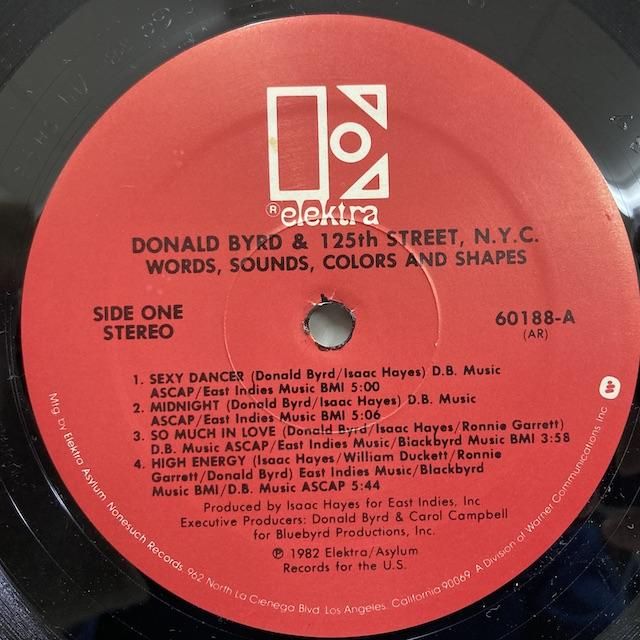 ® elektra
DONALD BYRD & 125th STREET, N.Y.C.
WORDS, SOUNDS, COLORS AND SHAPES
SIDE ONE
STEREO
60188-A
(AR)
1. SEXY DANCER (Donald Byrd/Isaac Hayes) D.B. Music
ASCAP/East Indies Music BMI 5:00
2. MIDNIGHT (Donald Byrd/Isaac Hayes) D.B. Music
ASCAP/East Indies Music BMI 5:06
3. SO MUCH IN LOVE (Donald Byrd/Isaac Hayes/Ronnie Garrett)
D.B. Music ASCAP/East Indies Music/Blackbyrd Music BMI 3:58
4. HIGH ENERGY (Isaac Hayes/William Duckett/Ronnie
Garrett/Donald Byrd) East Indies Music/Blackbyrd
Music BMI/D.B. Music ASCAP 5:44
Produced by Isaac Hayes for East Indies, Inc
Executive Producers: Donald Byrd & Carol Campbell
for Bluebyrd Productions, Inc.
℗ 1982 Elektra/Asylum
Records for the U.S.
Mfg. by Elektra Asylum Nonesuch Records. 962 North La Cienega Blvd. Los Angeles. California 90069. A Division of Warner Communications Inc